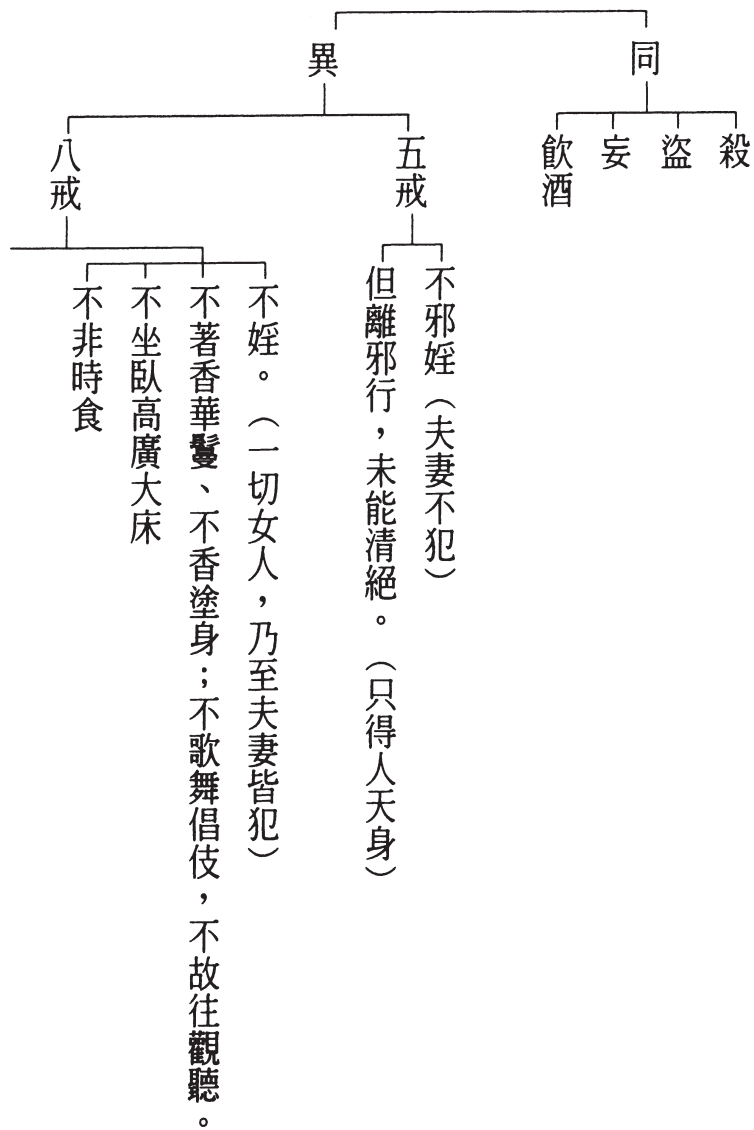 同
殺
盜
妄
飲酒
異
五戒
不邪婬（夫妻不犯）
但離邪行，未能清絕。（只得人天身）
八戒
不婬。（一切女人，乃至夫妻皆犯）
不著香華鬘、不香塗身；不歌舞倡伎，不故往觀聽。
不坐臥高廣大床
不非時食